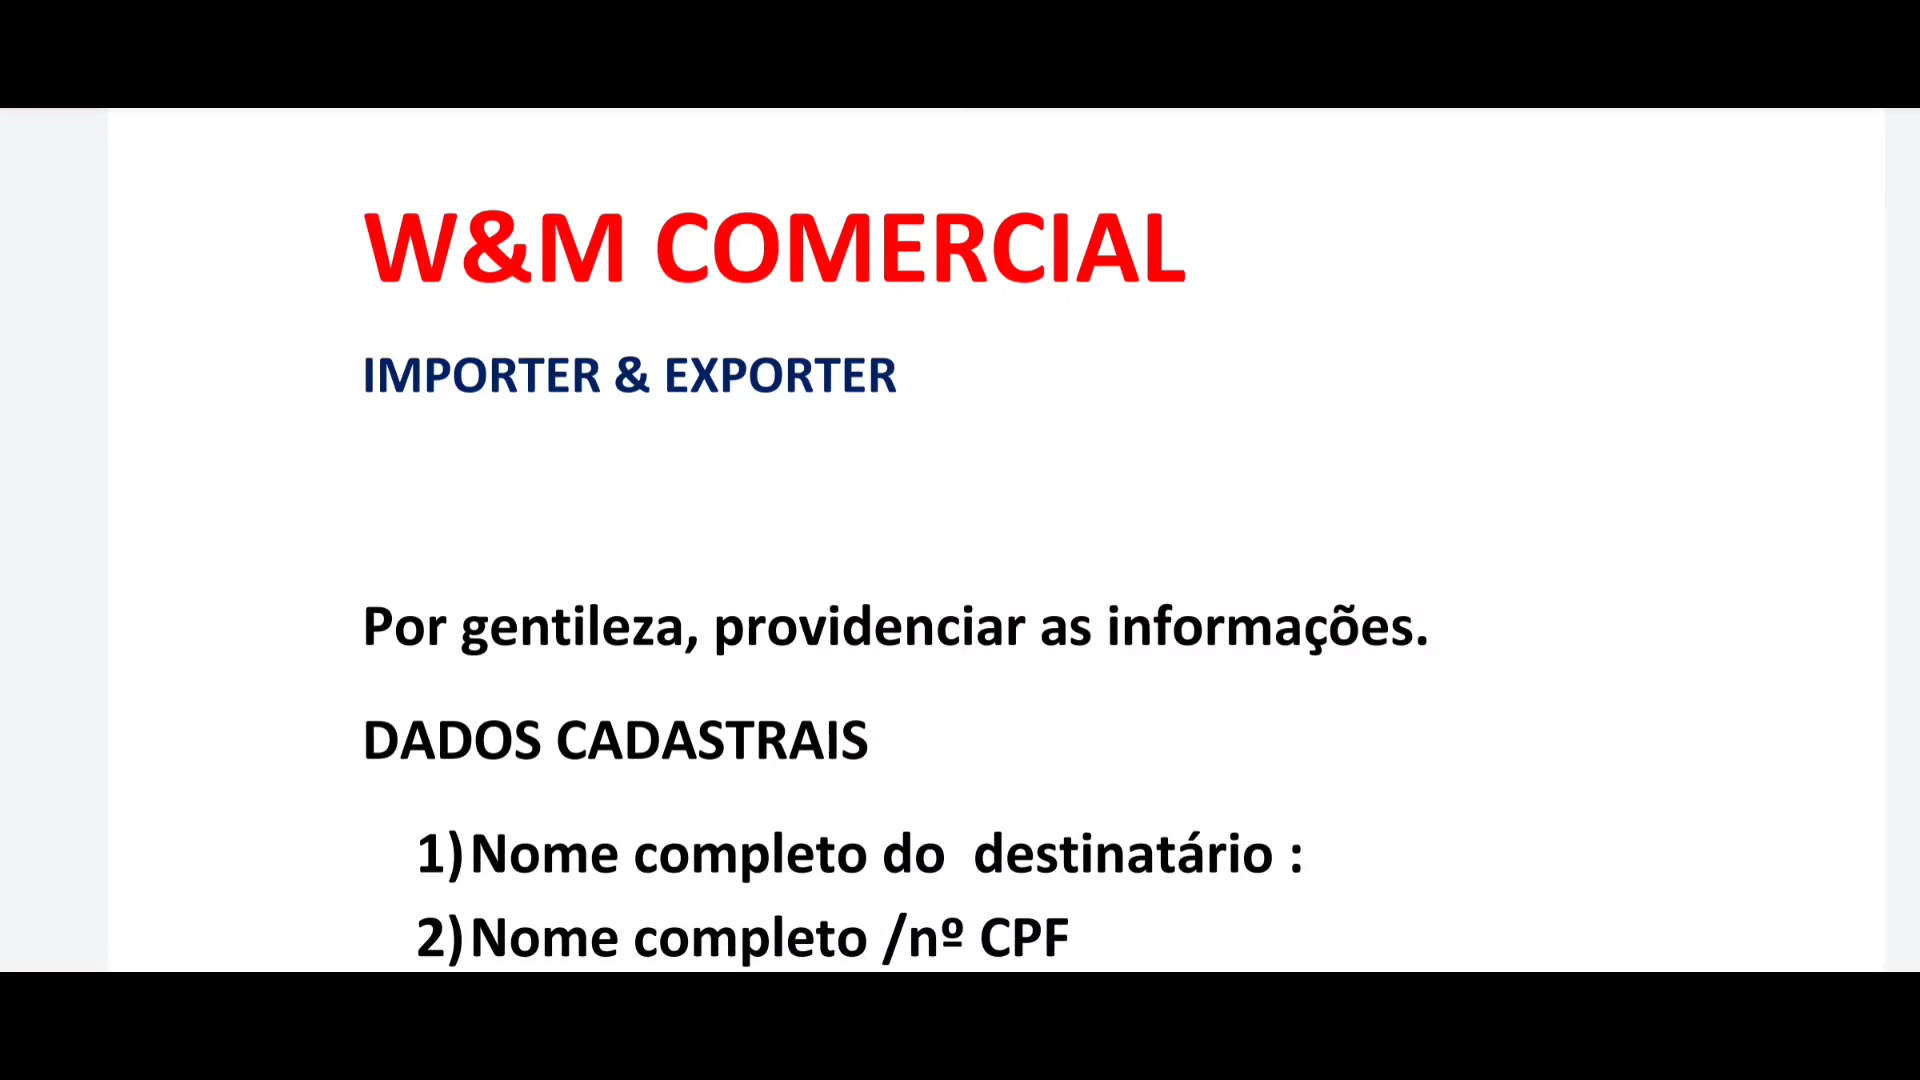 W&M COMERCIAL
IMPORTER & EXPORTER
Por gentileza, providenciar as informações.
DADOS CADASTRAIS
1) Nome completo do  destinatário :
2) Nome completo /nº CPF